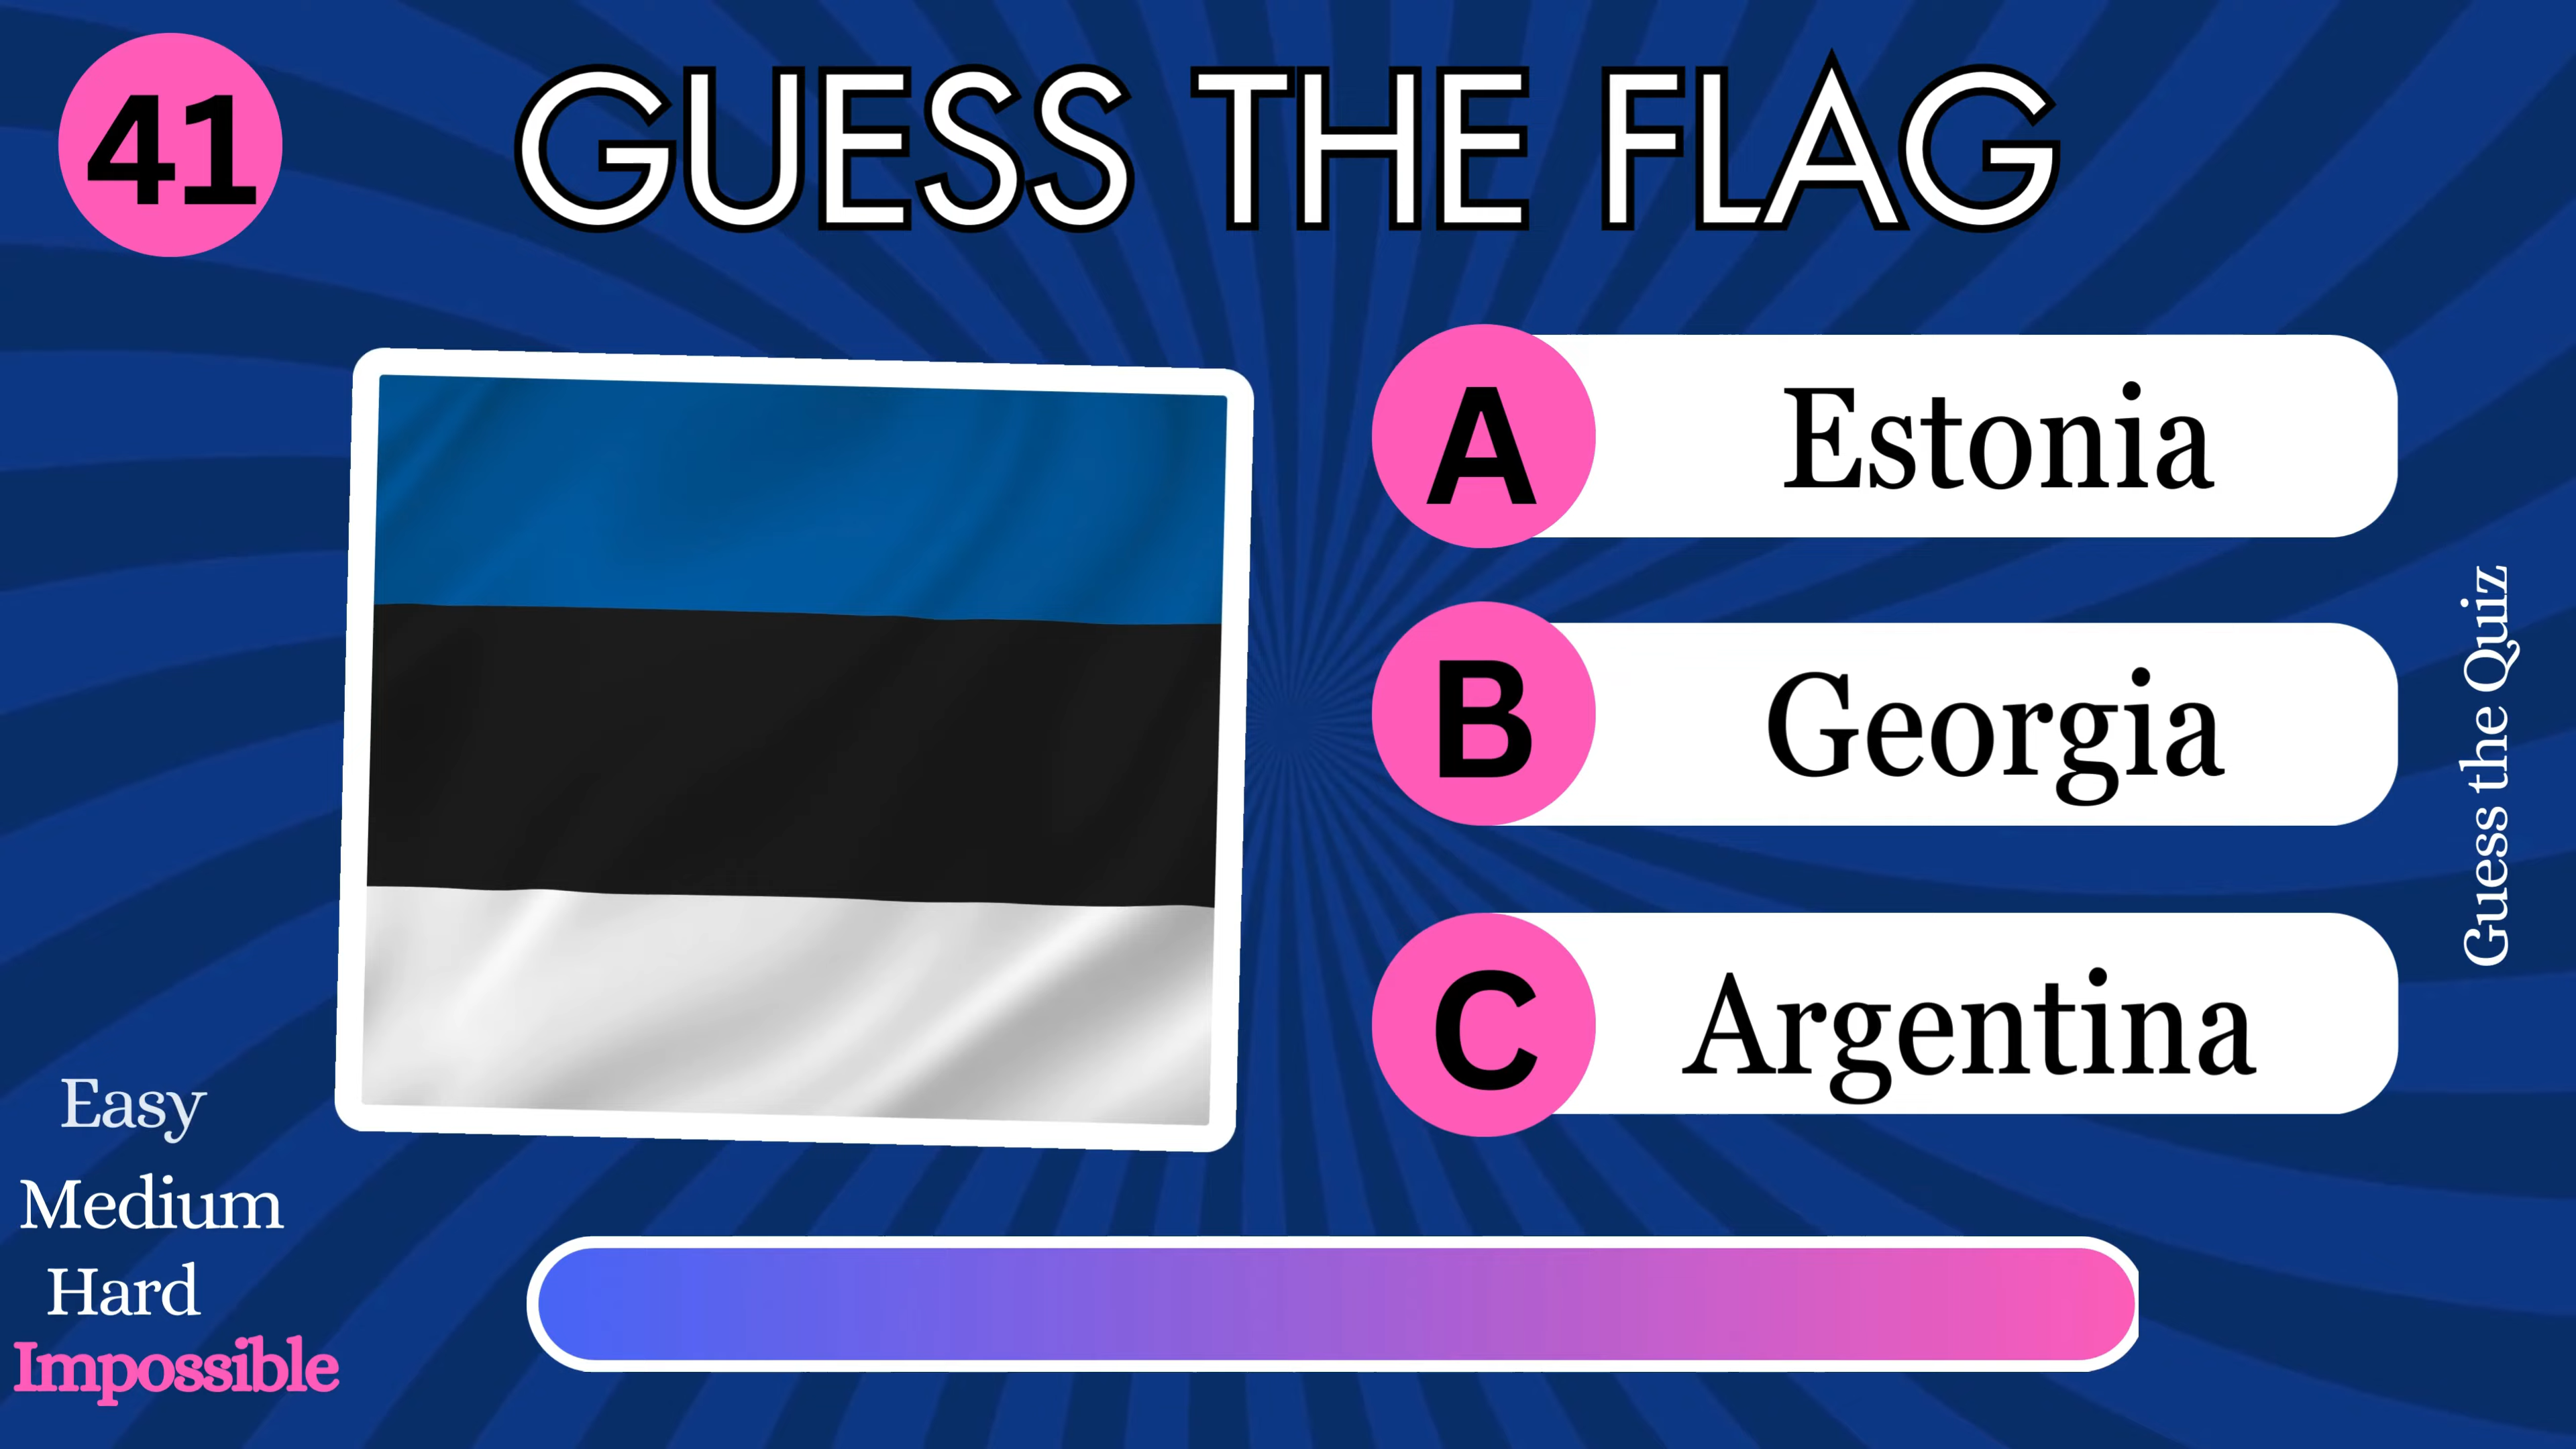 41
GUESS THE FLAG
A Estonia
B Georgia
C Argentina
Guess the Quiz
Easy
Medium
Hard
Impossible